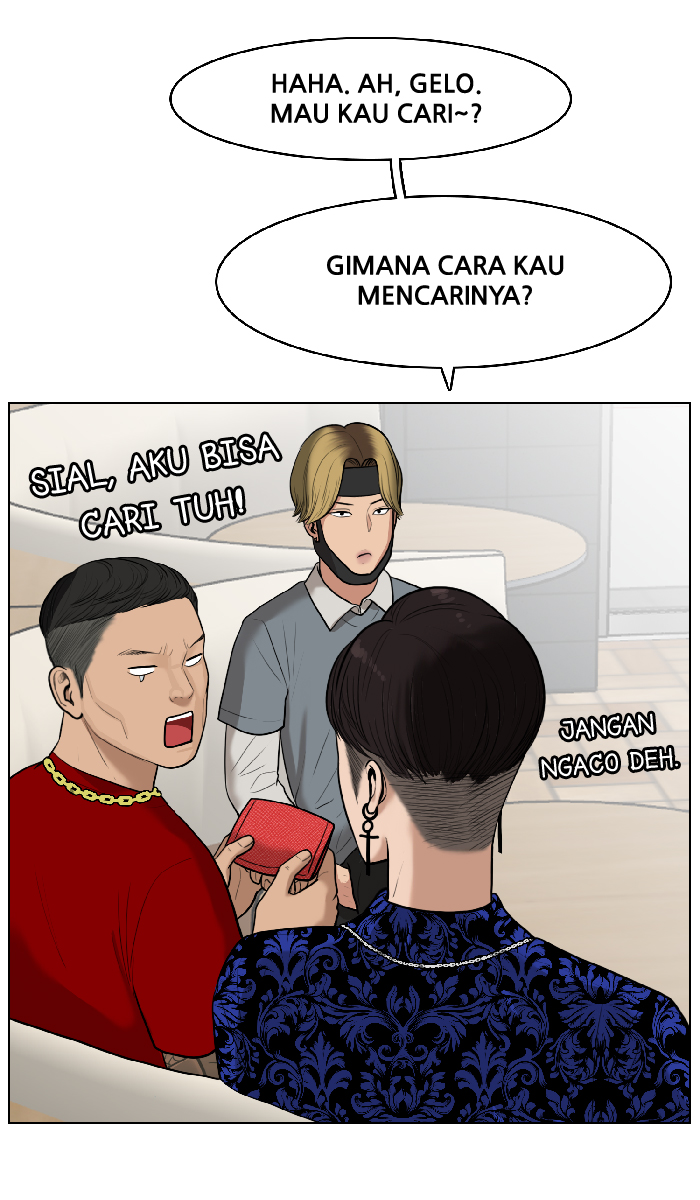 HAHA. AH, GELO.
MAU KAU CARI~?
GIMANA CARA KAU
MENCARINYA?
SIAL, AKU BISA
CARI TUH!
JANGAN
NGACO DEH.